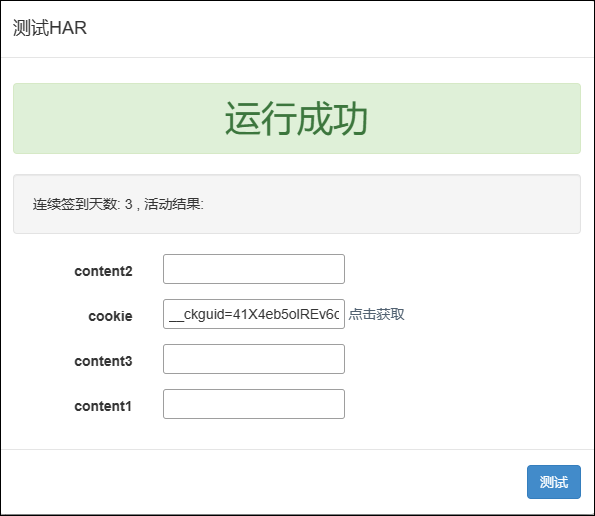 测试HAR
运行成功
连续签到天数: 3 , 活动结果:
content2
cookie __ckguid=41X4eb5olREv6c 点击获取
content3
content1
测试